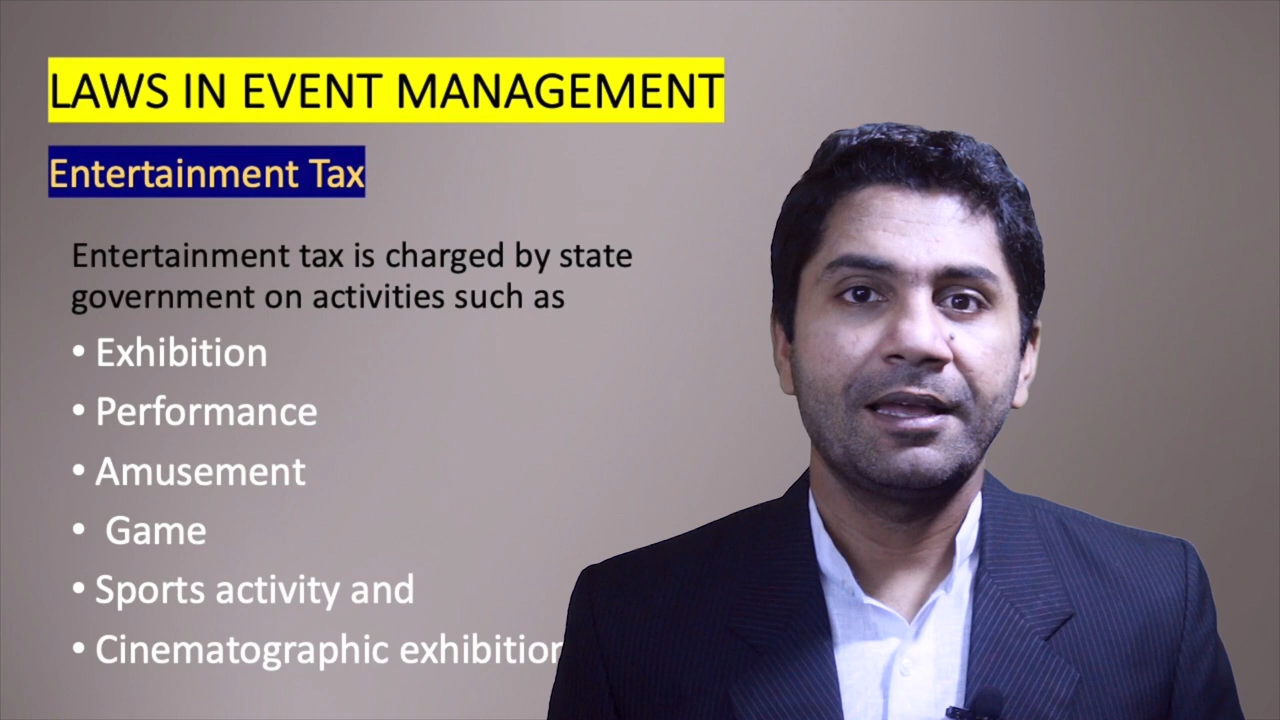 LAWS IN EVENT MANAGEMENT
Entertainment Tax
Entertainment tax is charged by state
government on activities such as
• Exhibition
• Performance
• Amusement
• Game
• Sports activity and
• Cinematographic exhibition